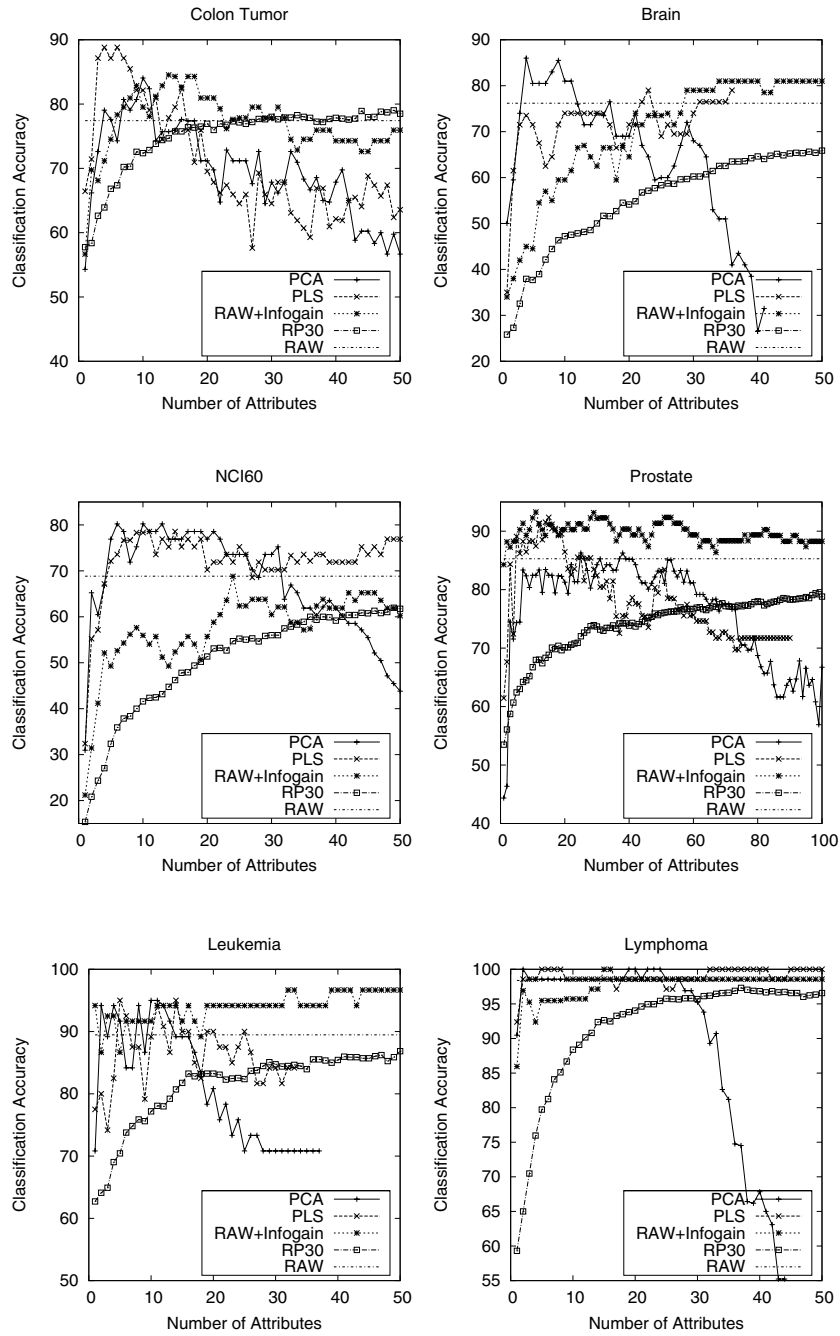 Colon Tumor
Classification Accuracy
90
80
70
60
50
40
0 10 20 30 40 50
Number of Attributes
PCA
PLS
RAW+Infogain
RP30
RAW
Brain
Classification Accuracy
90
80
70
60
50
40
30
20
0 10 20 30 40 50
Number of Attributes
PCA
PLS
RAW+Infogain
RP30
RAW
NCI60
Classification Accuracy
80
70
60
50
40
30
20
0 10 20 30 40 50
Number of Attributes
PCA
PLS
RAW+Infogain
RP30
RAW
Prostate
Classification Accuracy
90
80
70
60
50
40
0 20 40 60 80 100
Number of Attributes
PCA
PLS
RAW+Infogain
RP30
RAW
Leukemia
Classification Accuracy
100
90
80
70
60
50
0 10 20 30 40 50
Number of Attributes
PCA
PLS
RAW+Infogain
RP30
RAW
Lymphoma
Classification Accuracy
100
95
90
85
80
75
70
65
60
55
0 10 20 30 40 50
Number of Attributes
PCA
PLS
RAW+Infogain
RP30
RAW